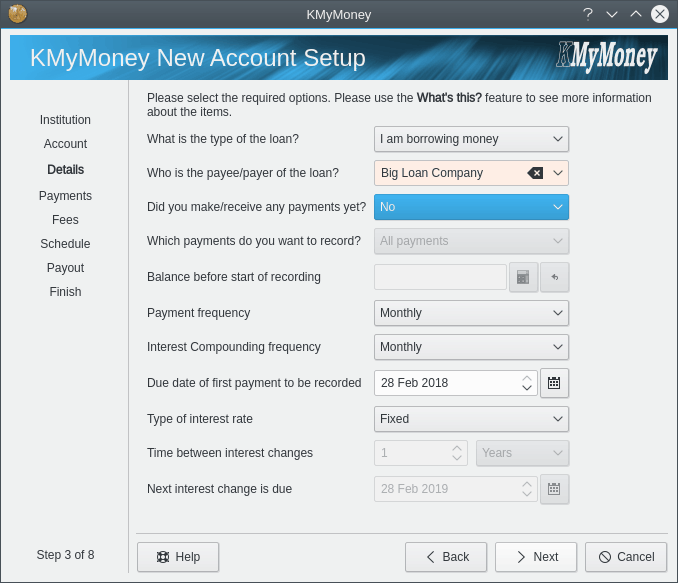 KMyMoney
KMyMoney New Account Setup
KMyMoney
Institution
Account
Details
Payments
Fees
Schedule
Payout
Finish
Step 3 of 8
Please select the required options. Please use the What's this? feature to see more information
about the items.
What is the type of the loan? I am borrowing money
Who is the payee/payer of the loan? Big Loan Company
Did you make/receive any payments yet? No
Which payments do you want to record? All payments
Balance before start of recording
Payment frequency Monthly
Interest Compounding frequency Monthly
Due date of first payment to be recorded 28 Feb 2018
Type of interest rate Fixed
Time between interest changes 1 Years
Next interest change is due 28 Feb 2019
Help Back Next Cancel